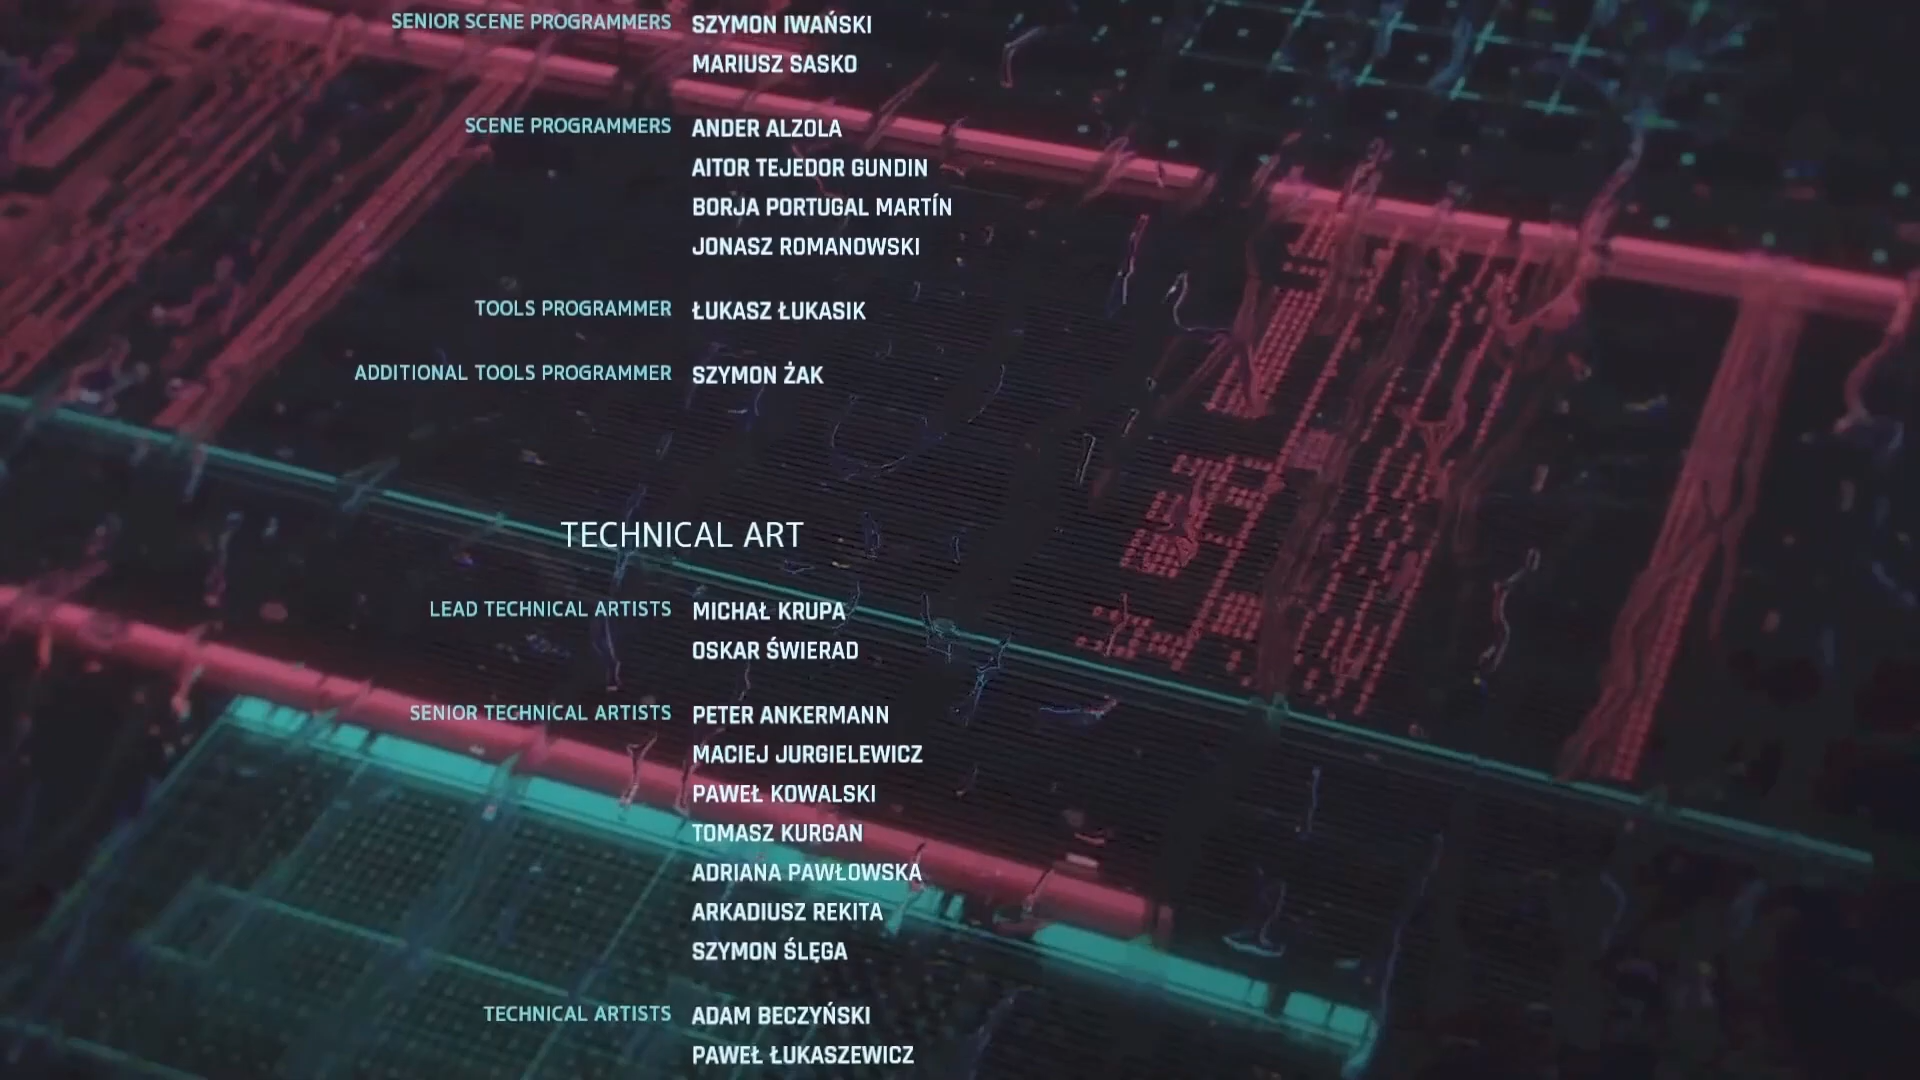 SENIOR SCENE PROGRAMMERS SZYMON IWAŃSKI
MARIUSZ SASKO
SCENE PROGRAMMERS ANDER ALZOLA
AITOR TEJEDOR GUNDIN
BORJA PORTUGAL MARTÍN
JONASZ ROMANOWSKI
TOOLS PROGRAMMER ŁUKASZ ŁUKASIK
ADDITIONAL TOOLS PROGRAMMER SZYMON ŻAK
TECHNICAL ART
LEAD TECHNICAL ARTISTS MICHAŁ KRUPA
OSKAR ŚWIERAD
SENIOR TECHNICAL ARTISTS PETER ANKERMANN
MACIEJ JURGIELEWICZ
PAWEŁ KOWALSKI
TOMASZ KURGAN
ADRIANA PAWŁOWSKA
ARKADIUSZ REKITA
SZYMON ŚLĘGA
TECHNICAL ARTISTS ADAM BECZYŃSKI
PAWEŁ ŁUKASZEWICZ